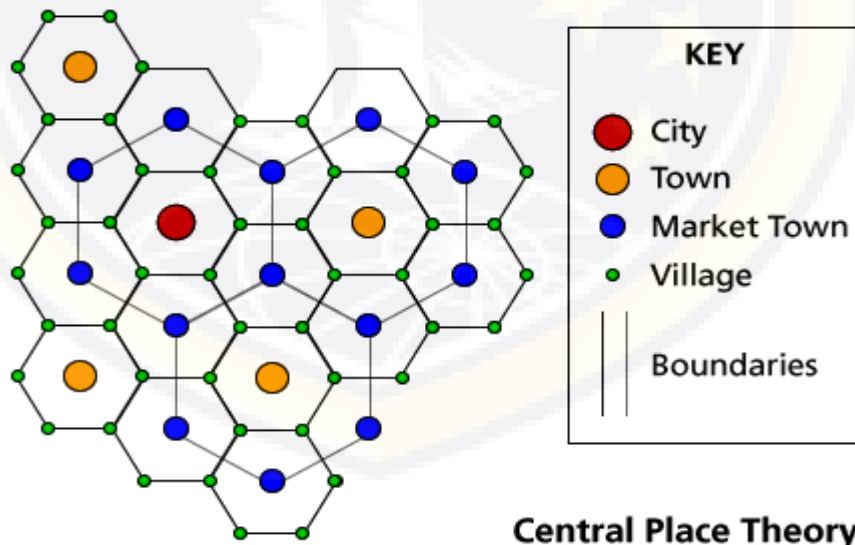 KEY
City
Town
Market Town
Village
Boundaries
Central Place Theory